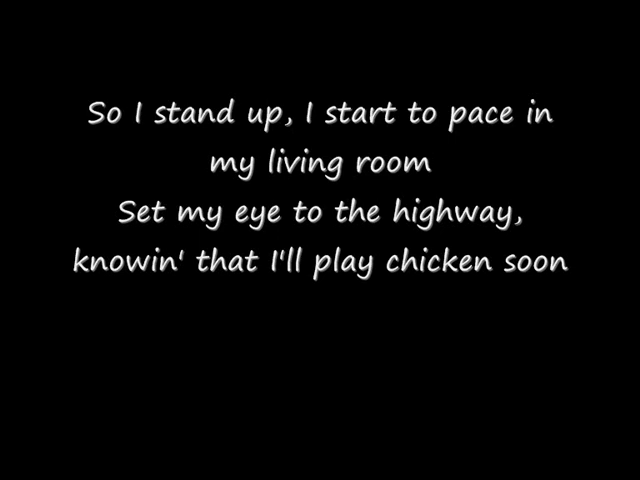 So I stand up, I start to pace in
my living room
Set my eye to the highway,
knowin' that I'll play chicken soon